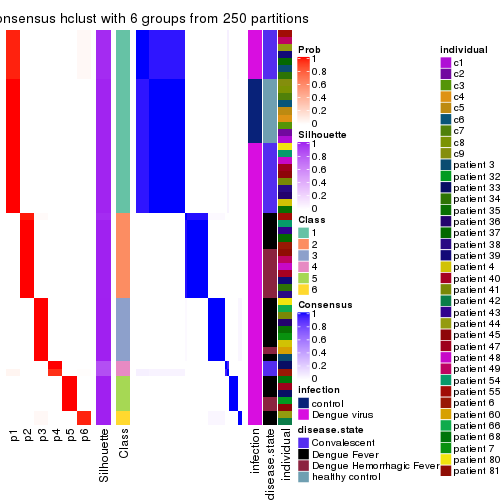 onsensus hclust with 6 groups from 250 partitions
Prob
1
0.8
0.6
0.4
0.2
0
Silhouette
1
0.8
0.6
0.4
0.2
0
Class
1
2
3
4
5
6
Consensus
1
0.8
0.6
0.4
0.2
0
infection
control
Dengue virus
disease.state
Convalescent
Dengue Fever
Dengue Hemorrhagic Fever
healthy control
individual
c1
c2
c3
c4
c5
c6
c7
c8
c9
patient 3
patient 32
patient 33
patient 34
patient 35
patient 36
patient 37
patient 38
patient 39
patient 4
patient 40
patient 41
patient 42
patient 43
patient 44
patient 45
patient 47
patient 48
patient 49
patient 54
patient 55
patient 6
patient 60
patient 66
patient 68
patient 7
patient 80
patient 81
p1
p2
p3
p4
p5
p6
Silhouette
Class
infection
disease.state
individual